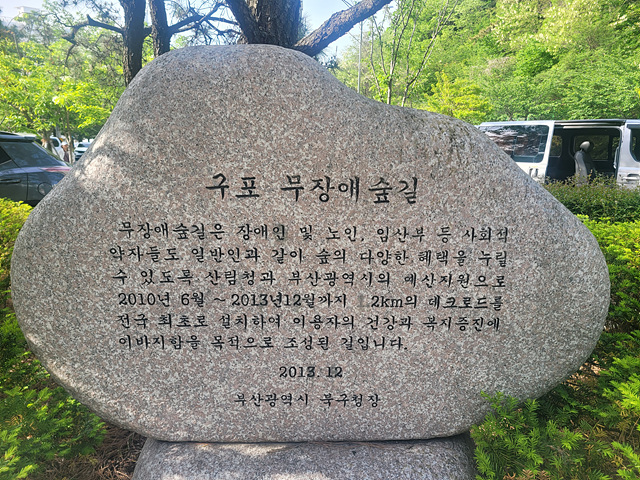 구포 무장애숲길
무장애숲길은 장애인 및 노인, 임산부 등 사회적
약자들도 일반인과 같이 숲의 다양한 혜택을 누릴
수 있도록 산림청과 부산광역시의 예산지원으로
2010년 6월 ~ 2013년12월까지 2km의 데크로드를
전국 최초로 설치하여 이용자의 건강과 복지증진에
이바지함을 목적으로 조성된 길입니다.
2013. 12
부산광역시 북구청장